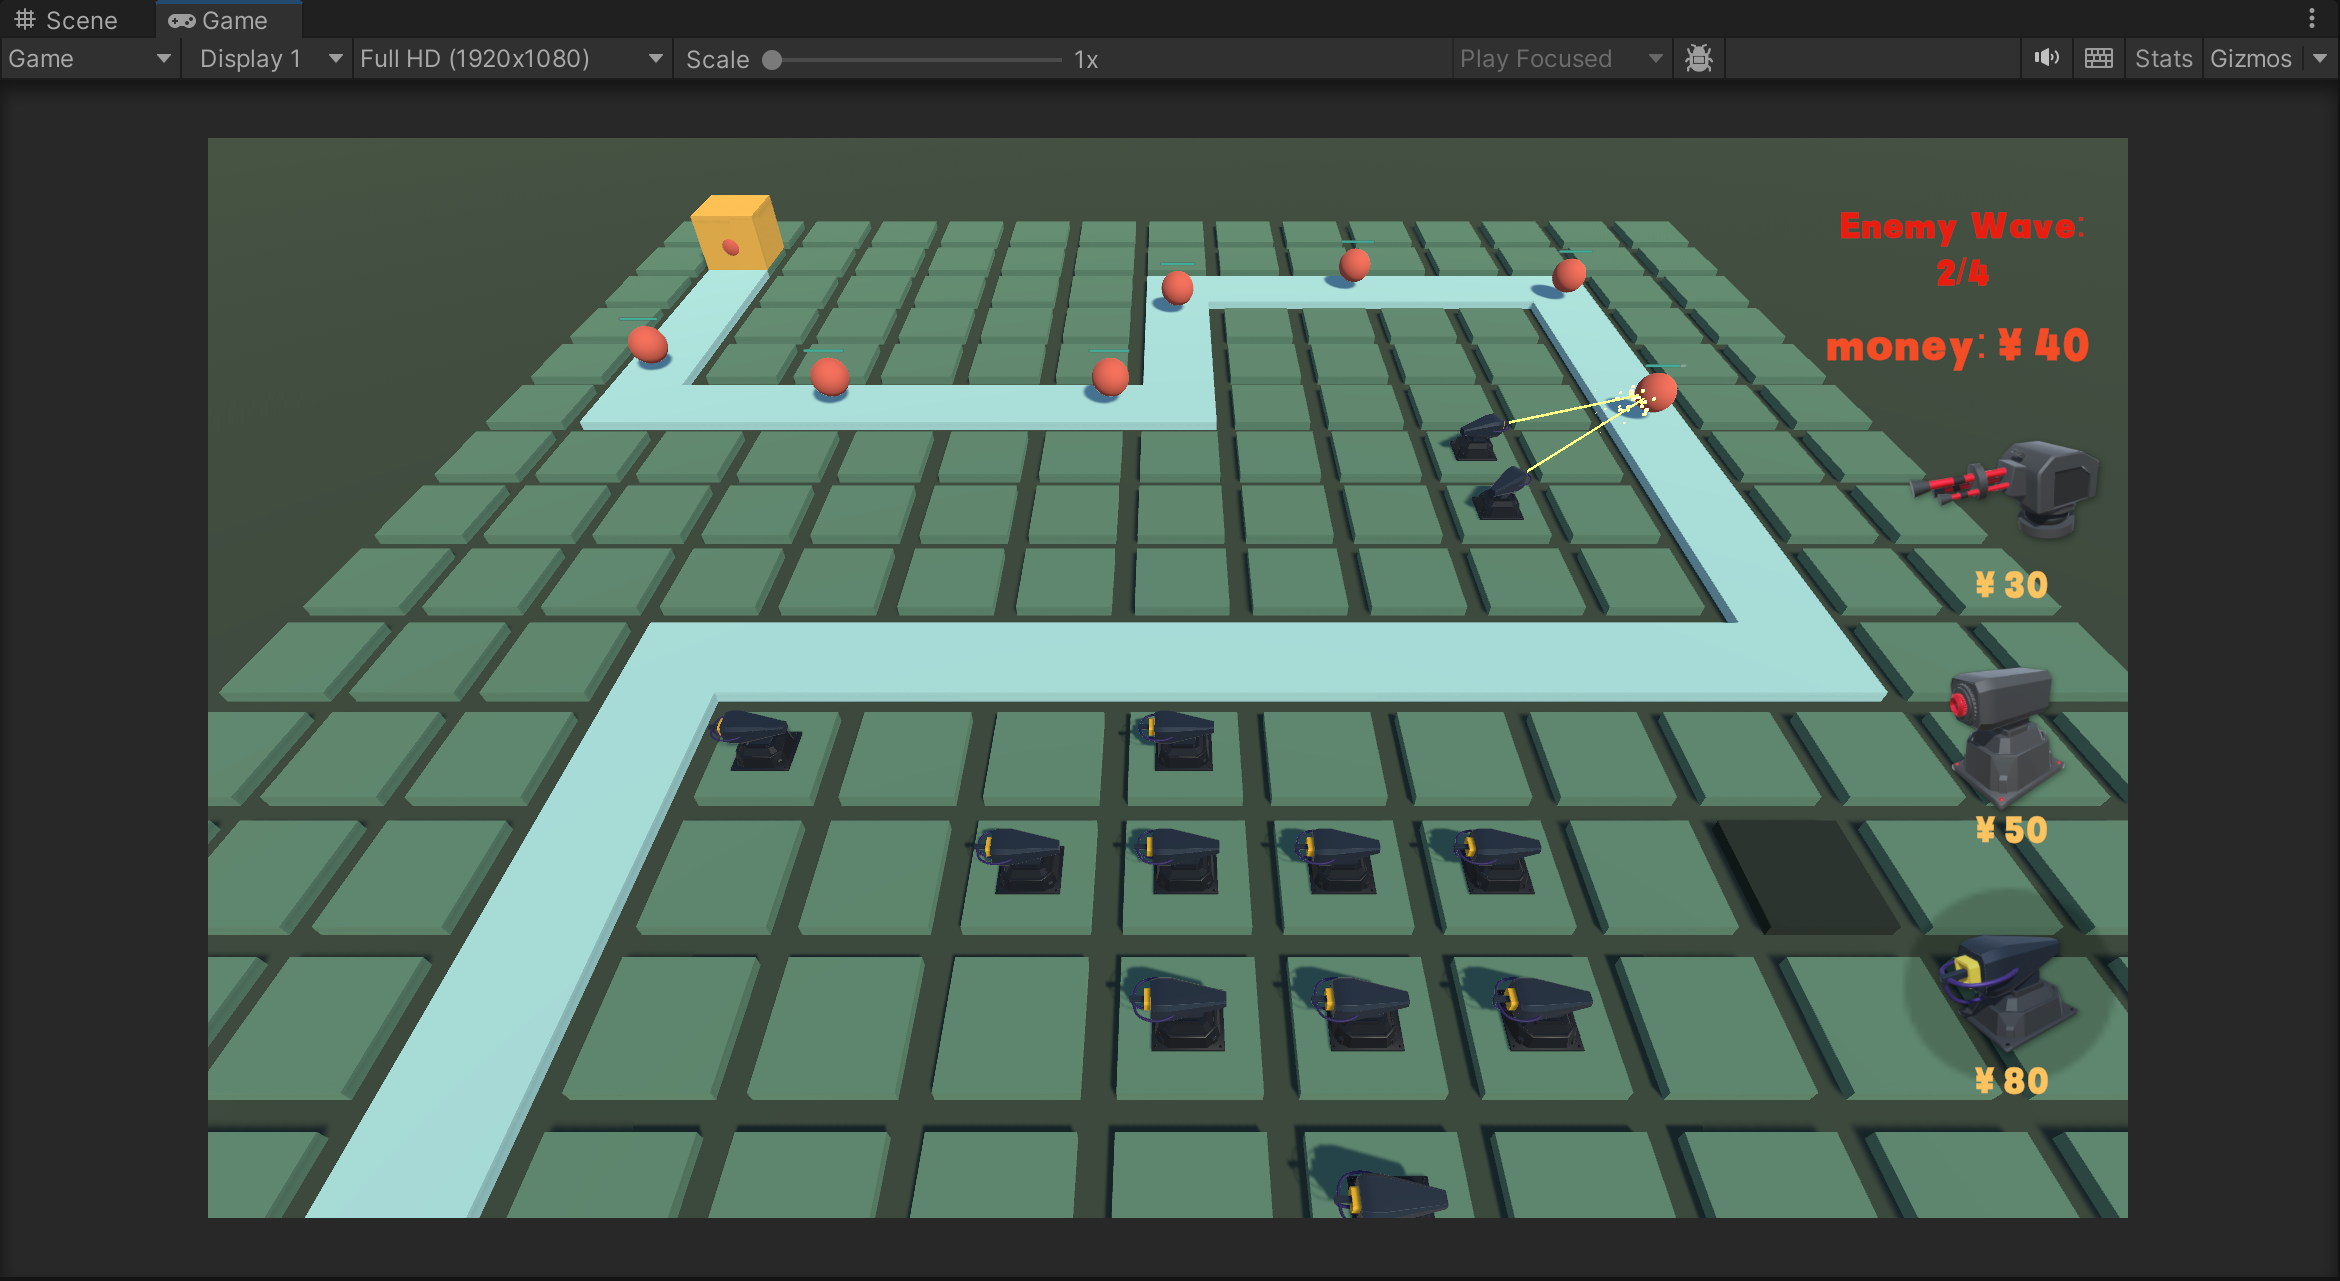 Scene
Game
Game
Display 1
Full HD (1920x1080)
Scale
1x
Play Focused
Stats
Gizmos
Enemy Wave:
2/4
money: ¥ 40
¥ 30
¥ 50
¥ 80